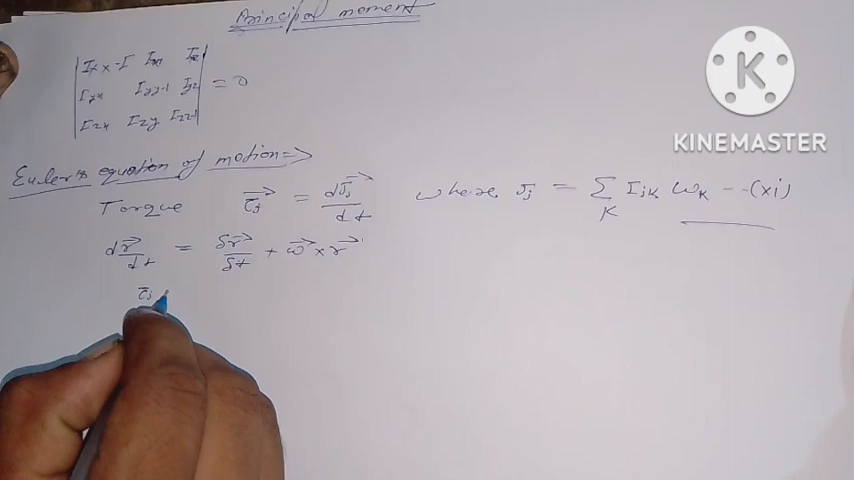 Principal moment
| Ixx-I Ixy Ixz |
| Iyx Iyy-I Iyz | = 0
| Izx Izy Izz-I |
Euler's equation of motion =>
Torque τj→ = dJj→/dt where, Jj = Σ_K Ijk ωk --(xi)
dr→/dt = δr→/δt + ω→ × r→
τj
K
KINEMASTER